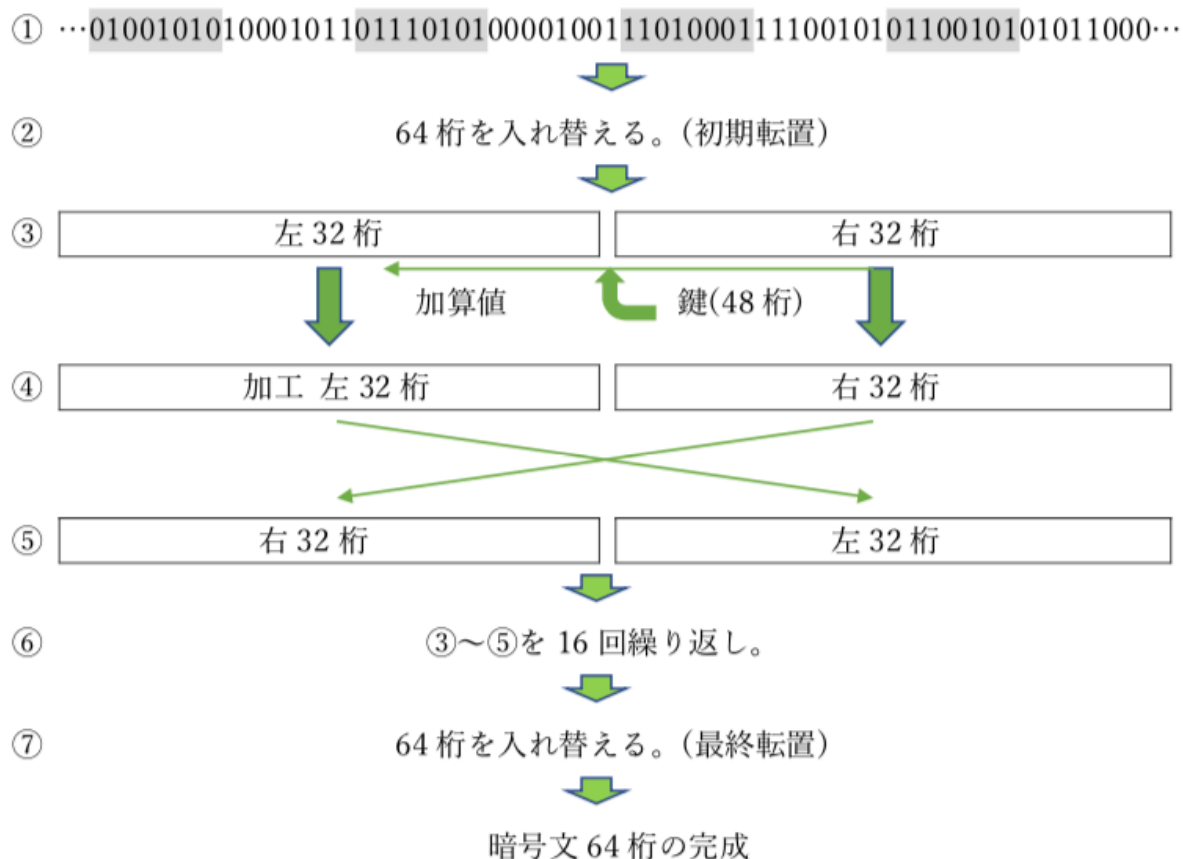 ① …0100101010001011011101010000100111010001111001010110010101011000…
② 64桁を入れ替える。(初期転置)
③ 左32桁 右32桁
加算値 鍵(48桁)
④ 加工 左32桁 右32桁
⑤ 右32桁 左32桁
⑥ ③～⑤を 16回繰り返し。
⑦ 64桁を入れ替える。(最終転置)
暗号文64桁の完成